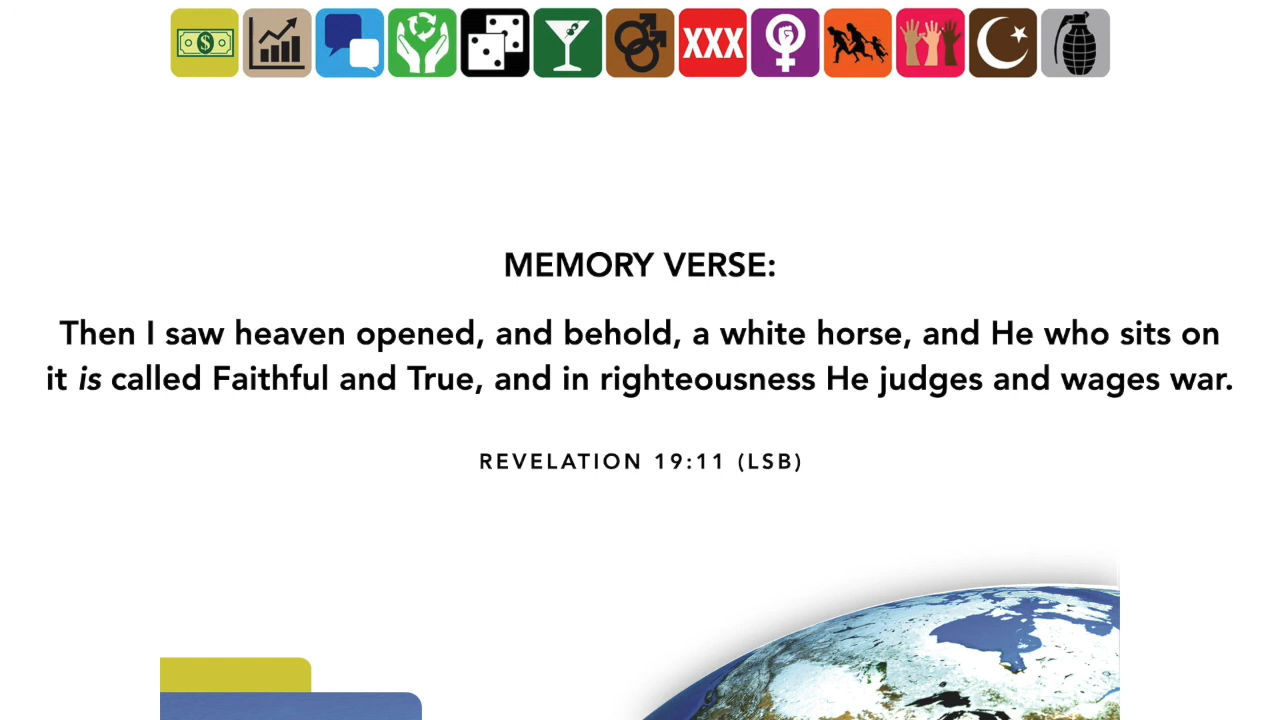 XXX
MEMORY VERSE:
Then I saw heaven opened, and behold, a white horse, and He who sits on
it is called Faithful and True, and in righteousness He judges and wages war.
REVELATION 19:11 (LSB)